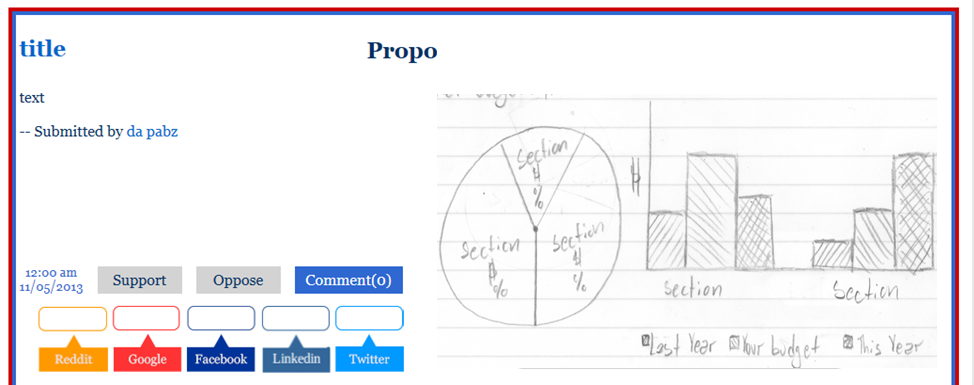 title
Propo
text
-- Submitted by da pabz
12:00 am
11/05/2013
Support
Oppose
Comment(0)
Reddit
Google
Facebook
Linkedin
Twitter
Section
$
%
Section
$
%
Section
$
%
$
Section
Section
Last Year
Your budget
This Year